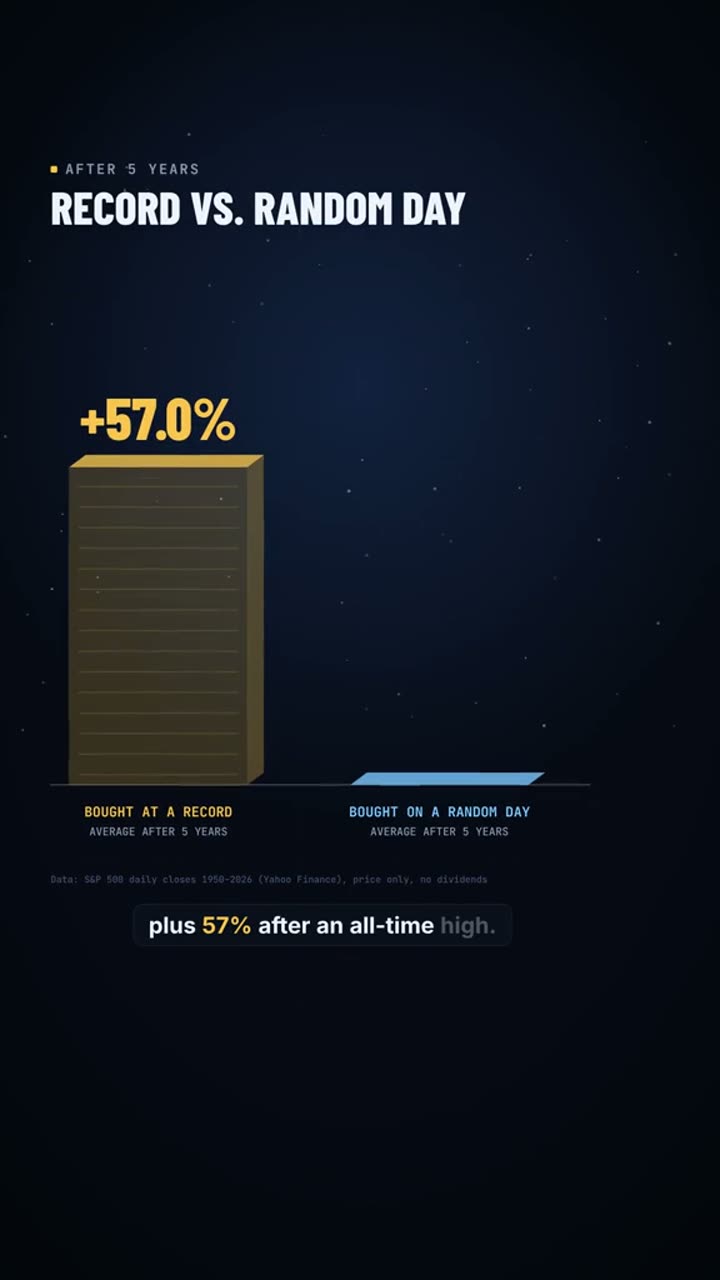 AFTER 5 YEARS
RECORD VS. RANDOM DAY
+57.0%
BOUGHT AT A RECORD
AVERAGE AFTER 5 YEARS
BOUGHT ON A RANDOM DAY
AVERAGE AFTER 5 YEARS
Data: S&P 500 daily closes 1950–2026 (Yahoo Finance), price only, no dividends
plus 57% after an all-time high.